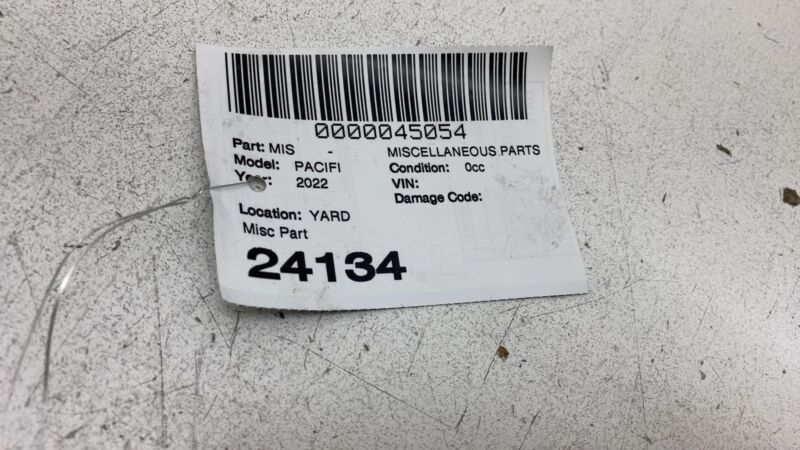 0000045054
Part: MIS - MISCELLANEOUS PARTS
Model: PACIFI Condition: 0cc
Year: 2022 VIN:
Damage Code:
Location: YARD
Misc Part
24134